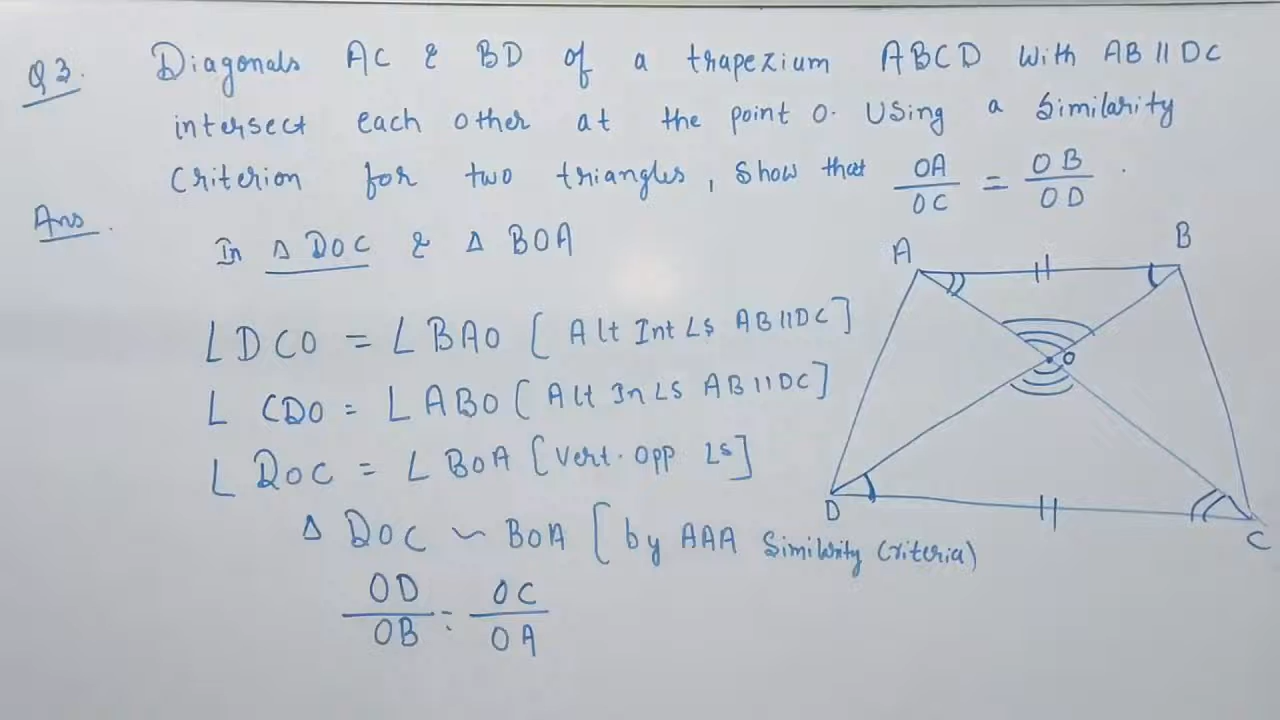 Q3. Diagonals AC & BD of a trapezium ABCD with AB || DC
intersect each other at the point O. Using a Similarity
Criterion for two triangles, show that OA/OC = OB/OD.
Ans.
In Δ DOC & Δ BOA
∠DCO = ∠BAO [Alt Int ∠s AB || DC]
∠CDO = ∠ABO [Alt In ∠s AB || DC]
∠DOC = ∠BOA [Vert. Opp ∠s]
Δ DOC ~ BOA [by AAA Similarity Criteria)
OD/OB = OC/OA
A
B
O
D
C